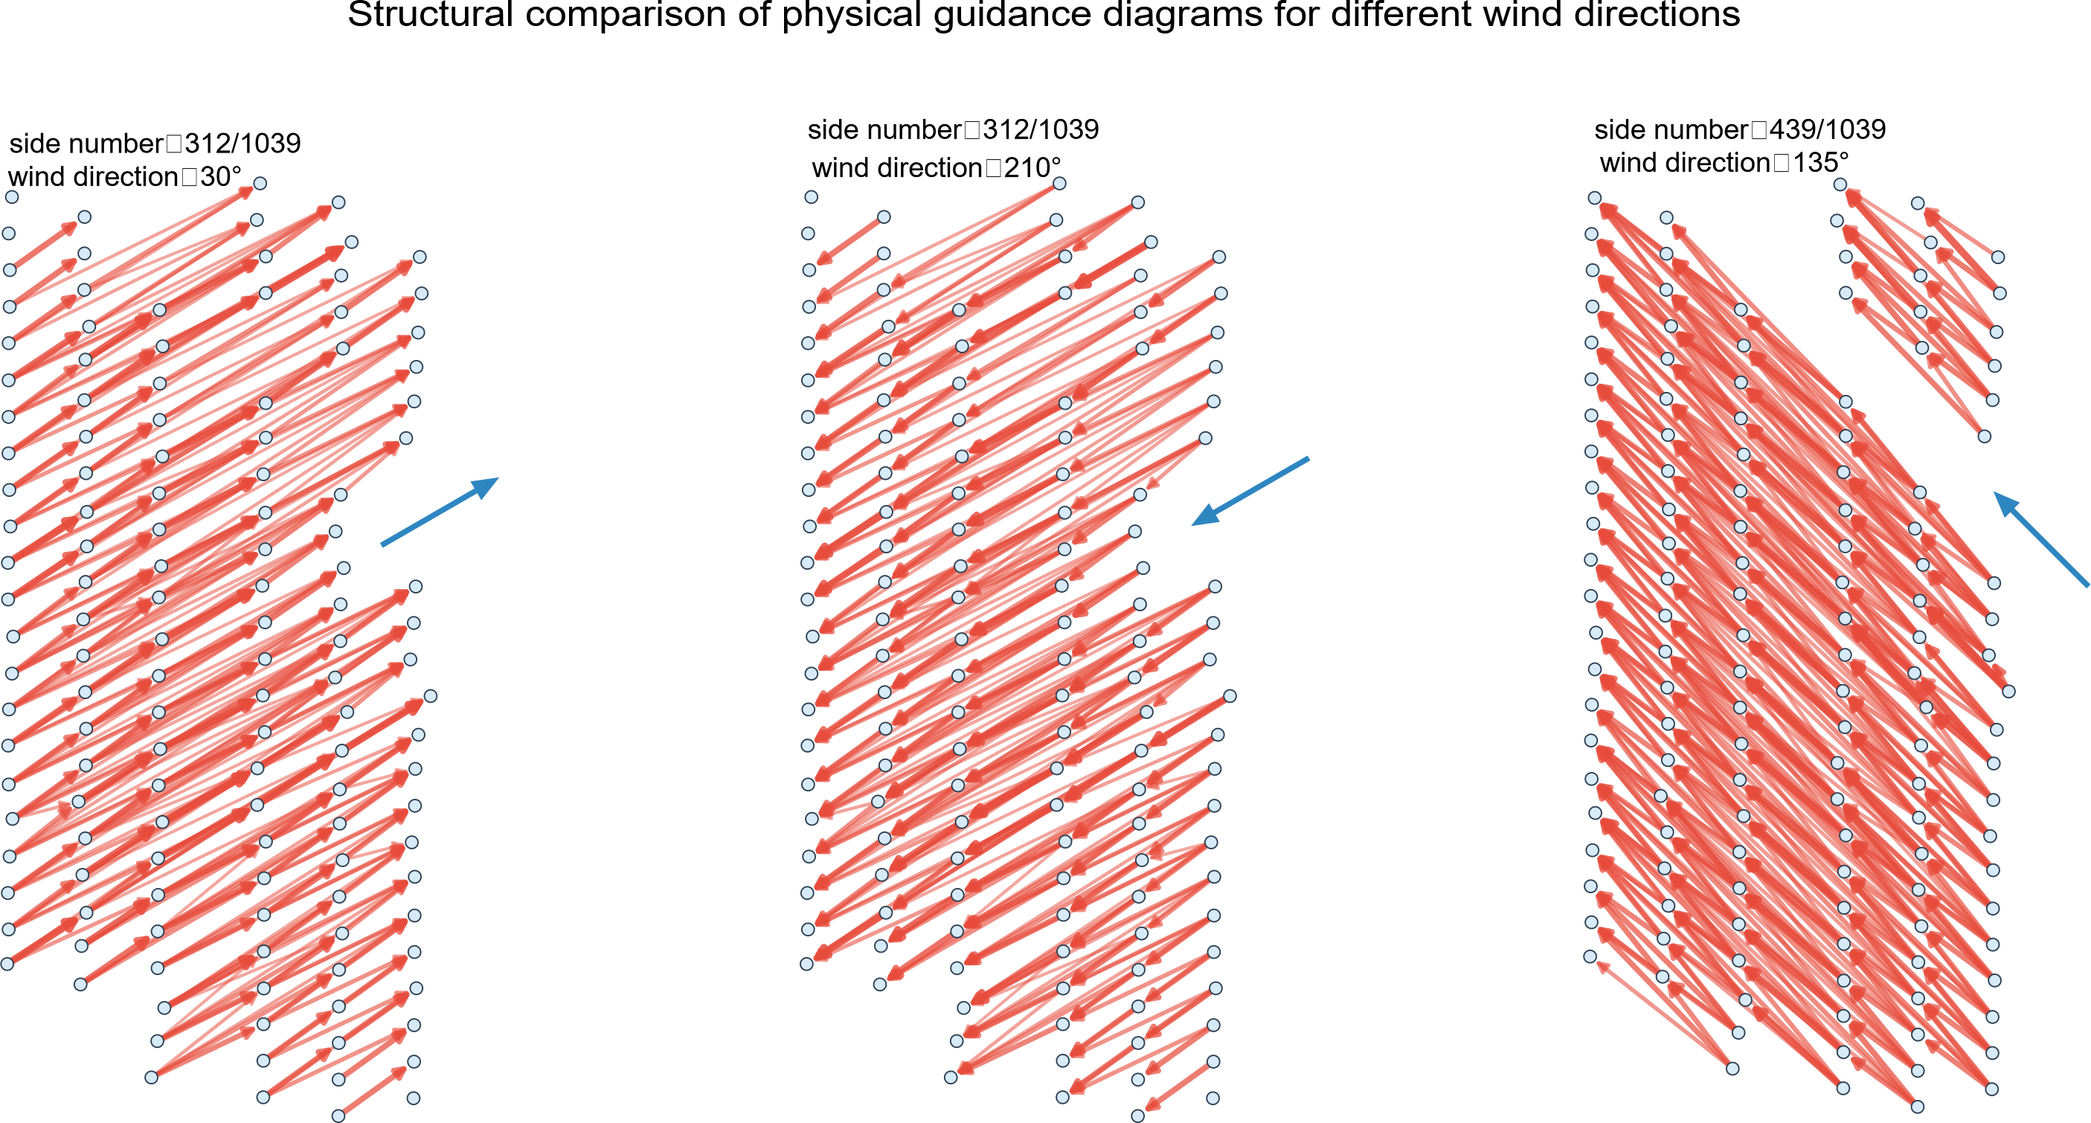 Structural comparison of physical guidance diagrams for different wind directions
side number□312/1039
wind direction□30°
side number□312/1039
wind direction□210°
side number□439/1039
wind direction□135°